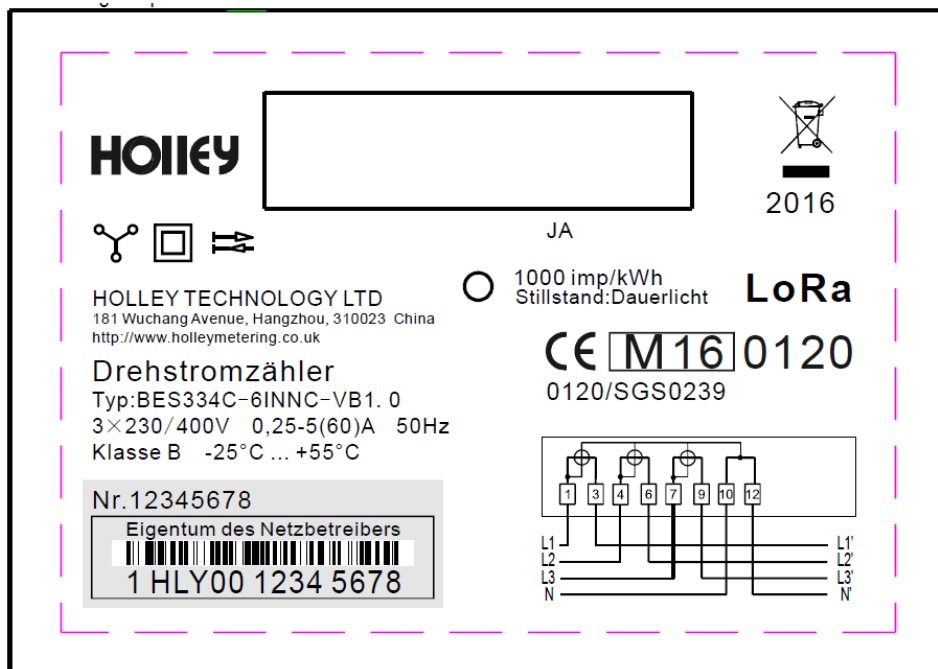 HOLLEY
2016
JA
1000 imp/kWh
Stillstand:Dauerlicht
LoRa
HOLLEY TECHNOLOGY LTD
181 Wuchang Avenue, Hangzhou, 310023 China
http://www.holleymetering.co.uk
CE M16 0120
0120/SGS0239
Drehstromzähler
Typ:BES334C-6INNC-VB1. 0
3×230/400V 0,25-5(60)A 50Hz
Klasse B -25°C ... +55°C
Nr.12345678
Eigentum des Netzbetreibers
1 HLY00 1234 5678
1 3 4 6 7 9 10 12
L1 L1'
L2 L2'
L3 L3'
N N'